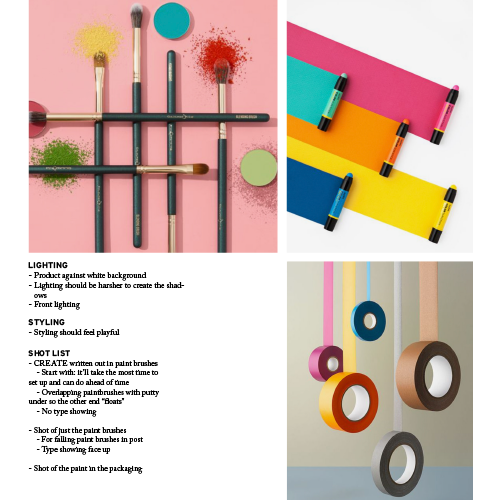 LIGHTING
- Product against white background
- Lighting should be harsher to create the shad-
ows
- Front lighting
STYLING
- Styling should feel playful
SHOT LIST
- CREATE written out in paint brushes
- Start with: it'll take the most time to
set up and can do ahead of time
- Overlapping paintbrushes with putty
under so the other end "floats"
- No type showing
- Shot of just the paint brushes
- For falling paint brushes in post
- Type showing face up
- Shot of the paint in the packaging